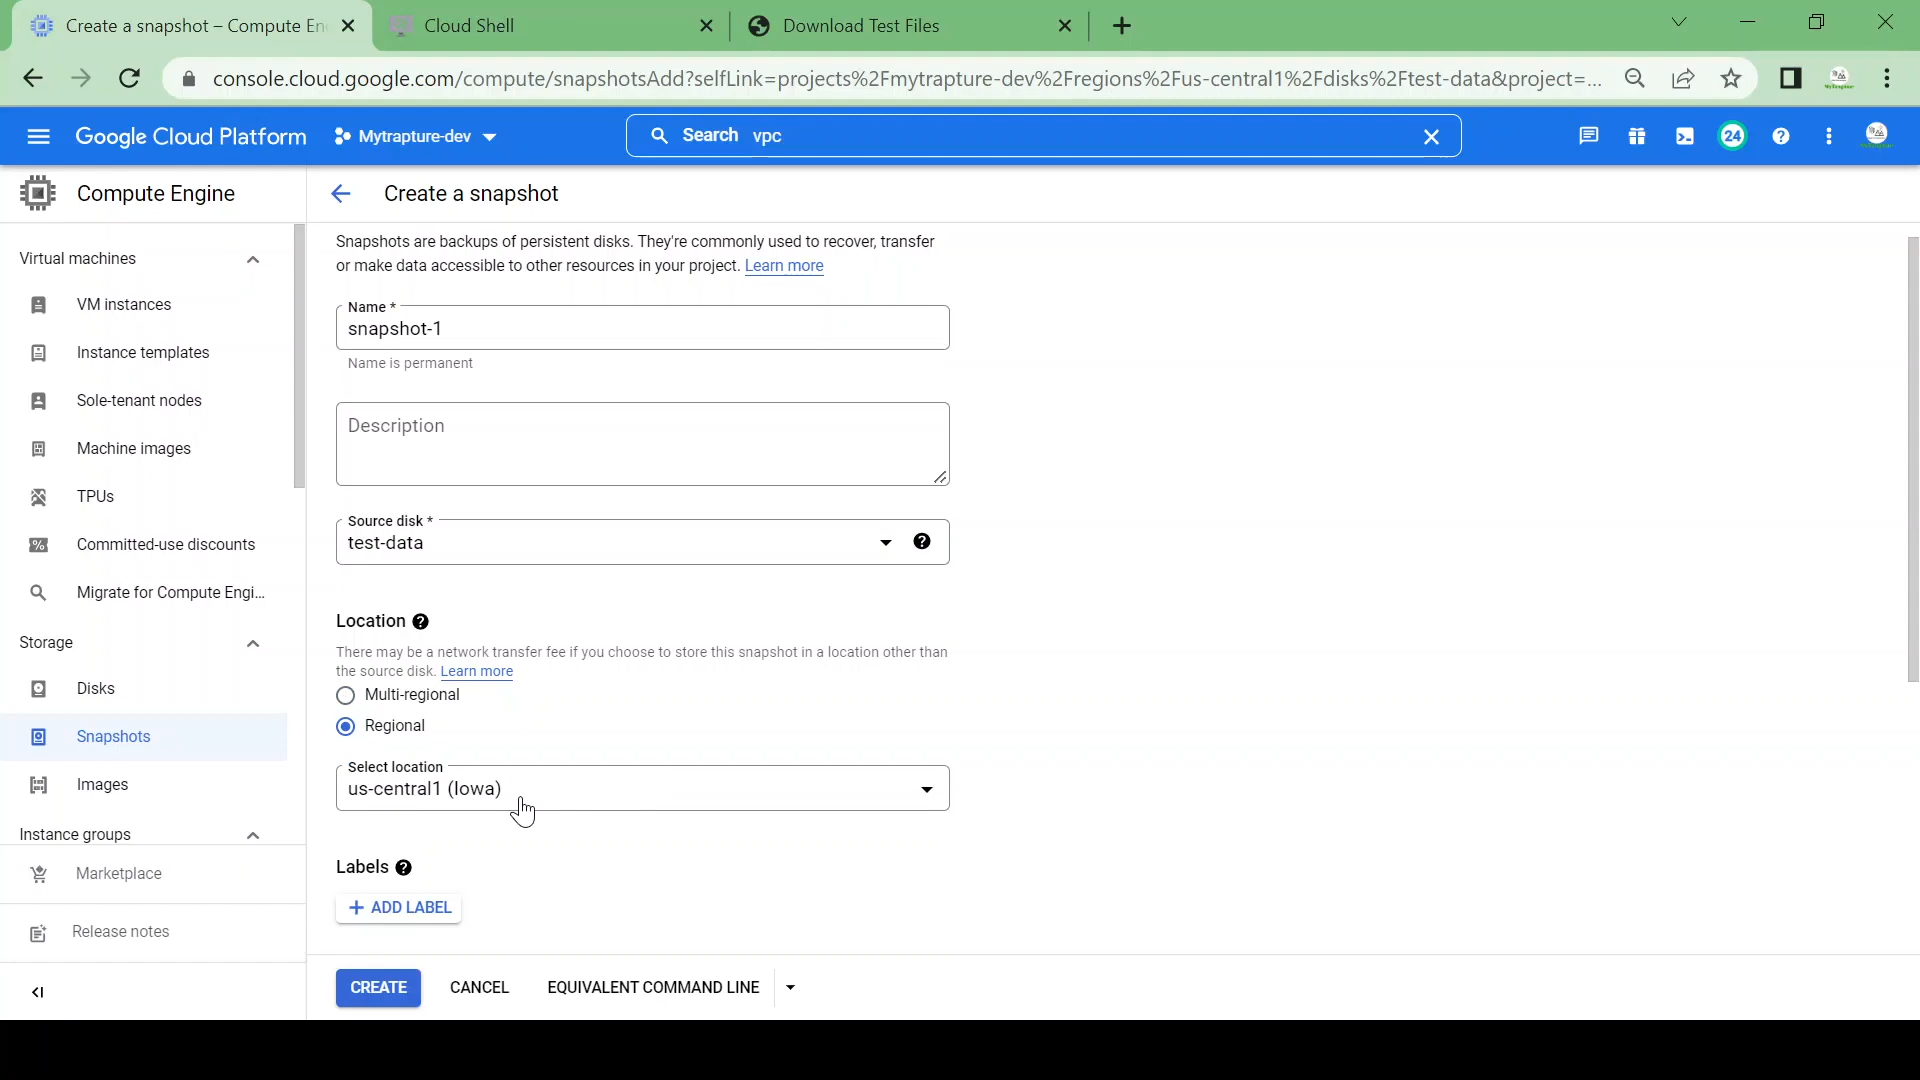 Create a snapshot – Compute En
Cloud Shell
Download Test Files
console.cloud.google.com/compute/snapshotsAdd?selfLink=projects%2Fmytrapture-dev%2Fregions%2Fus-central1%2Fdisks%2Ftest-data&project=...
Google Cloud Platform
Mytrapture-dev
Search vpc
24
Compute Engine
Create a snapshot
Virtual machines
VM instances
Instance templates
Sole-tenant nodes
Machine images
TPUs
Committed-use discounts
Migrate for Compute Engi...
Storage
Disks
Snapshots
Images
Instance groups
Marketplace
Release notes
Snapshots are backups of persistent disks. They're commonly used to recover, transfer
or make data accessible to other resources in your project. Learn more
Name *
snapshot-1
Name is permanent
Description
Source disk *
test-data
Location
There may be a network transfer fee if you choose to store this snapshot in a location other than
the source disk. Learn more
Multi-regional
Regional
Select location
us-central1 (Iowa)
Labels
ADD LABEL
CREATE
CANCEL
EQUIVALENT COMMAND LINE